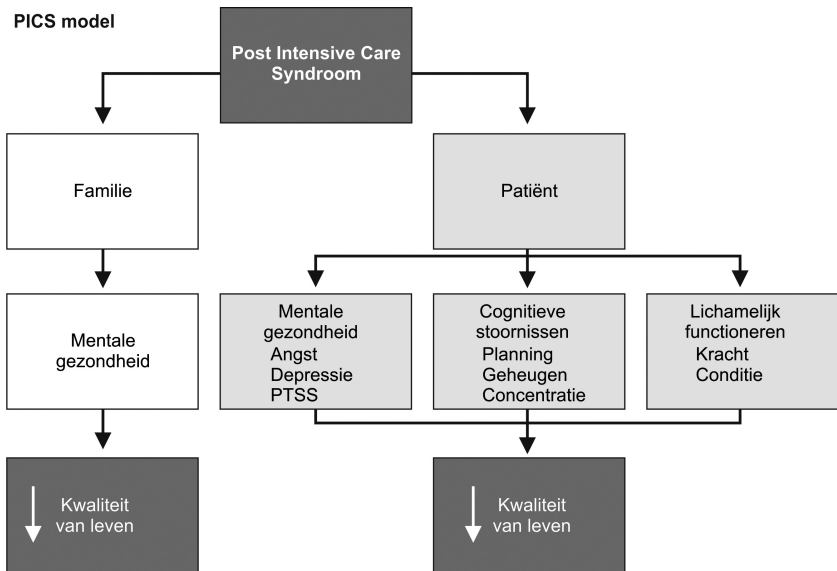 PICS model
Post Intensive Care
Syndroom
Familie
Patiënt
Mentale
gezondheid
Mentale
gezondheid
Angst
Depressie
PTSS
Cognitieve
stoornissen
Planning
Geheugen
Concentratie
Lichamelijk
functioneren
Kracht
Conditie
Kwaliteit
van leven
Kwaliteit
van leven